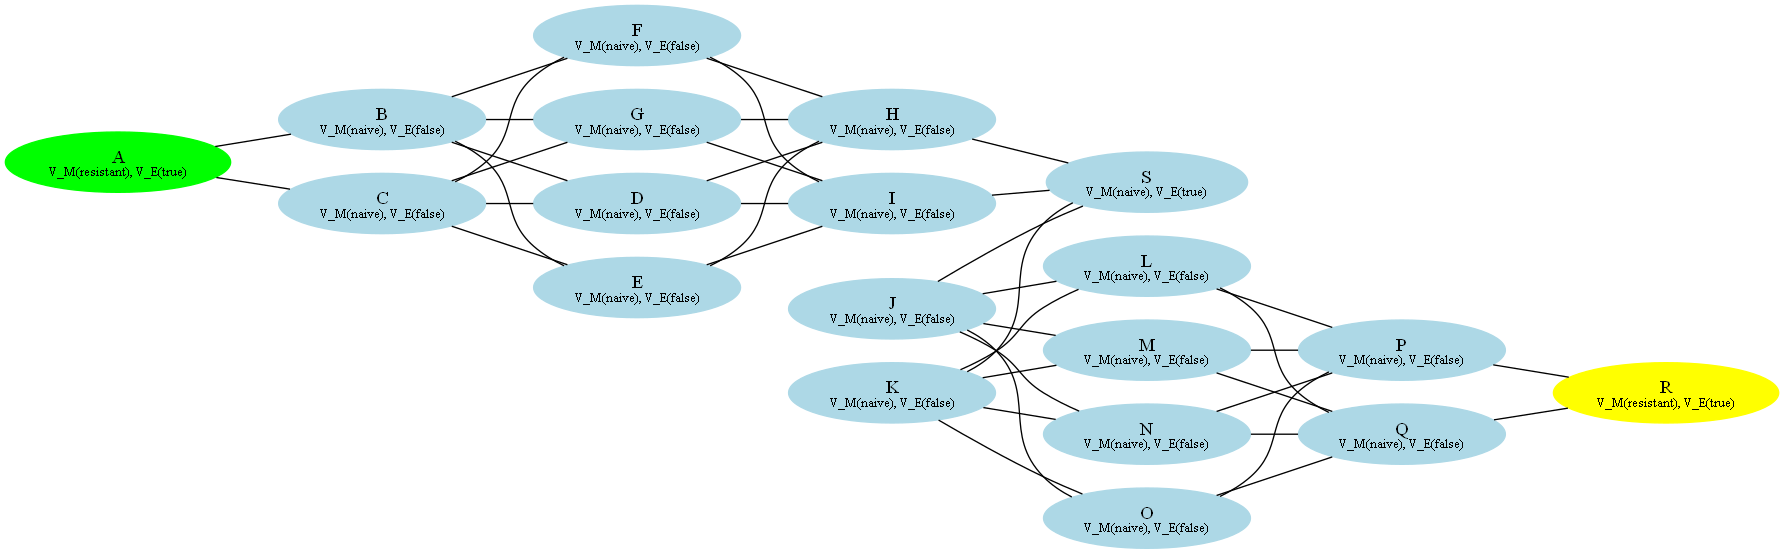 A
V_M(resistant), V_E(true)
B
V_M(naive), V_E(false)
C
V_M(naive), V_E(false)
F
V_M(naive), V_E(false)
G
V_M(naive), V_E(false)
D
V_M(naive), V_E(false)
E
V_M(naive), V_E(false)
H
V_M(naive), V_E(false)
I
V_M(naive), V_E(false)
J
V_M(naive), V_E(false)
K
V_M(naive), V_E(false)
S
V_M(naive), V_E(true)
L
V_M(naive), V_E(false)
M
V_M(naive), V_E(false)
N
V_M(naive), V_E(false)
O
V_M(naive), V_E(false)
P
V_M(naive), V_E(false)
Q
V_M(naive), V_E(false)
R
V_M(resistant), V_E(true)